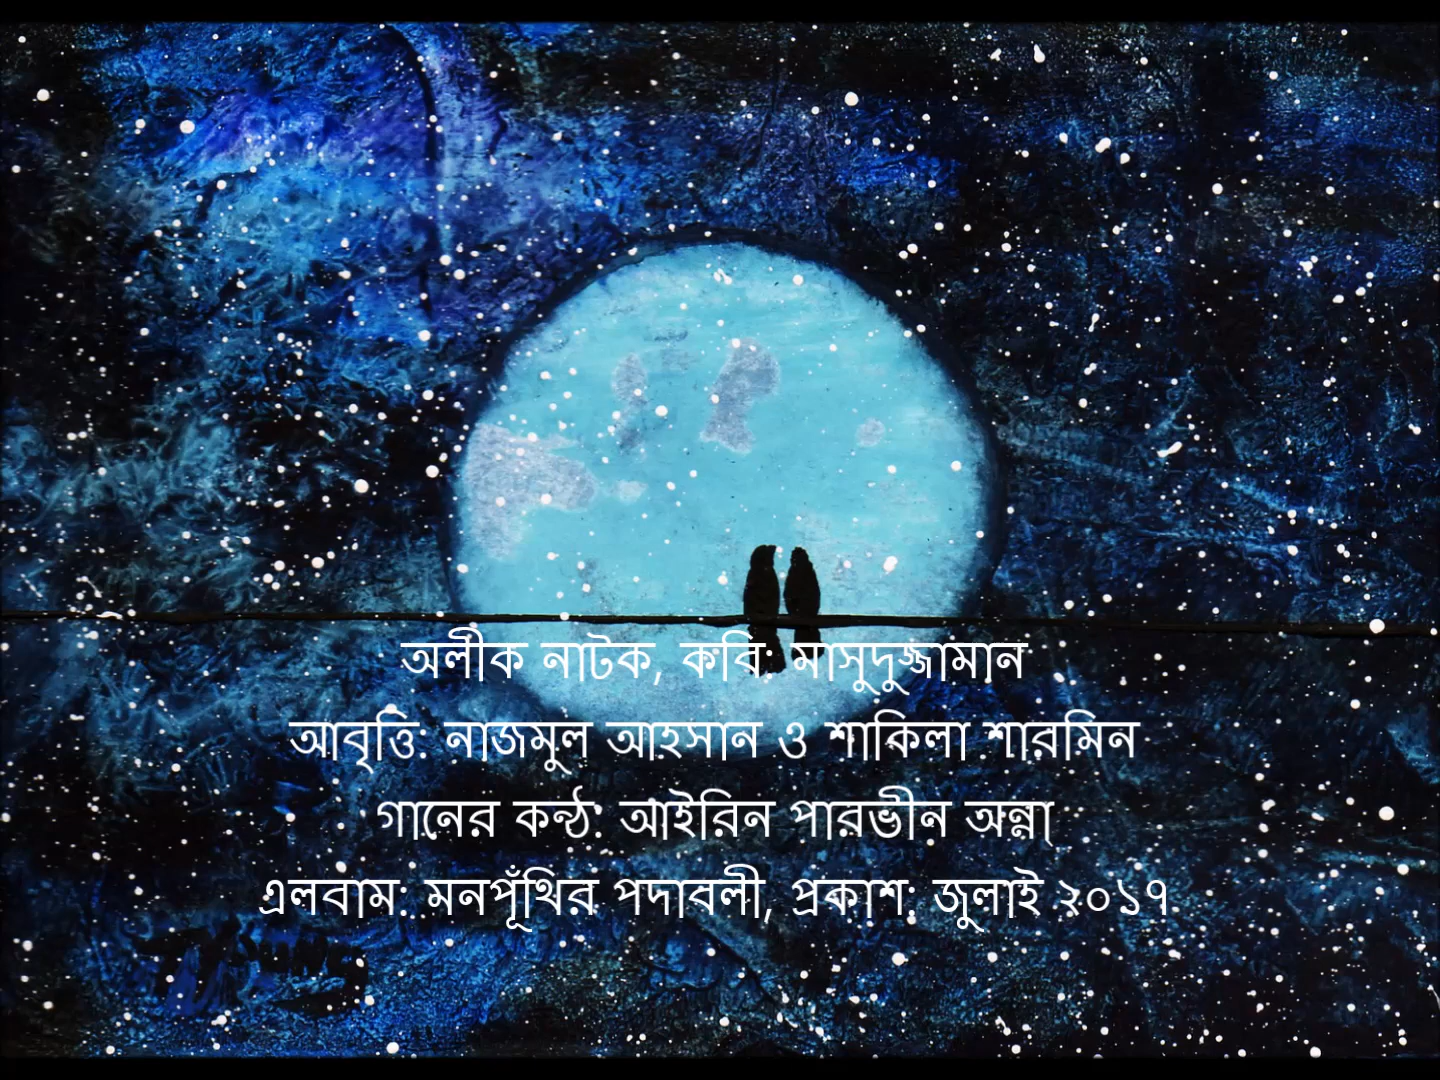 অলীক নাটক, কবি: মাসুদুজ্জামান
আবৃত্তি: নাজমুল আহসান ও শাকিলা শারমিন
গানের কন্ঠ: আইরিন পারভীন অন্না
এলবাম: মনপূঁথির পদাবলী, প্রকাশ: জুলাই ২০১৭